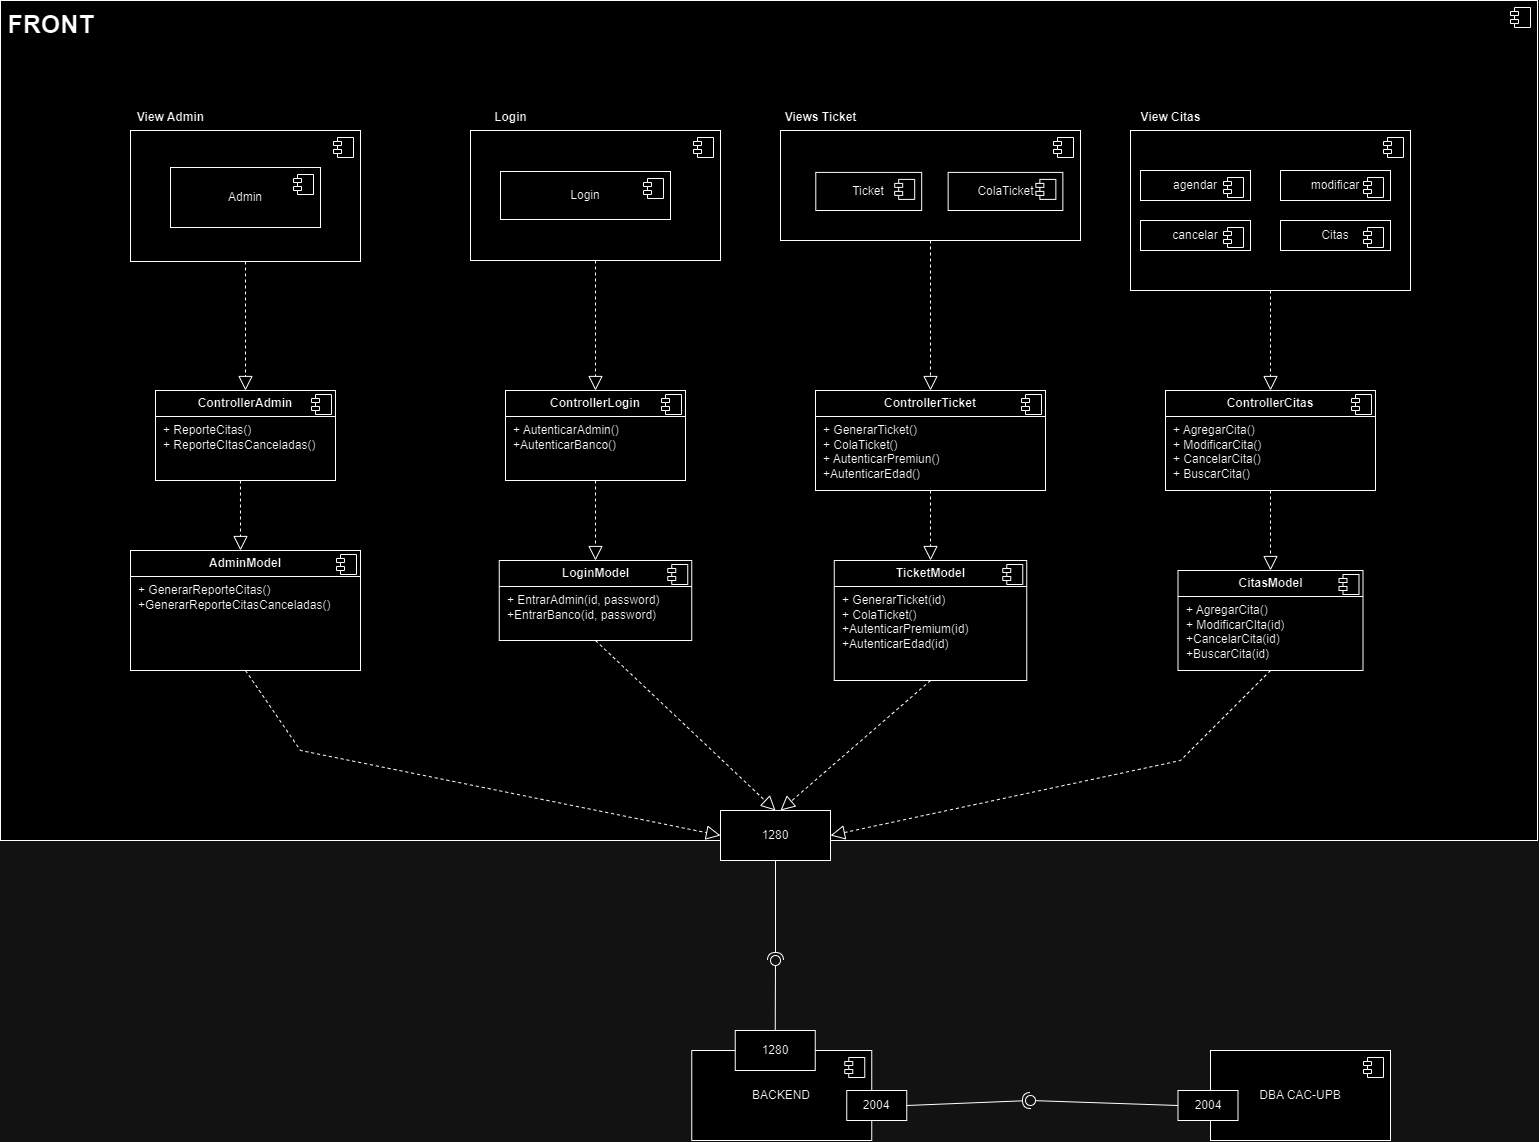 FRONT
View Admin
Login
Views Ticket
View Citas
Admin
Login
Ticket
ColaTicket
agendar
modificar
cancelar
Citas
ControllerAdmin
+ ReporteCitas()
+ ReporteCItasCanceladas()
ControllerLogin
+ AutenticarAdmin()
+AutenticarBanco()
ControllerTicket
+ GenerarTicket()
+ ColaTicket()
+ AutenticarPremiun()
+AutenticarEdad()
ControllerCitas
+ AgregarCita()
+ ModificarCita()
+ CancelarCita()
+ BuscarCita()
AdminModel
+ GenerarReporteCitas()
+GenerarReporteCitasCanceladas()
LoginModel
+ EntrarAdmin(id, password)
+EntrarBanco(id, password)
TicketModel
+ GenerarTicket(id)
+ ColaTicket()
+AutenticarPremium(id)
+AutenticarEdad(id)
CitasModel
+ AgregarCita()
+ ModificarCIta(id)
+CancelarCita(id)
+BuscarCita(id)
1280
1280
BACKEND
2004
2004
DBA CAC-UPB